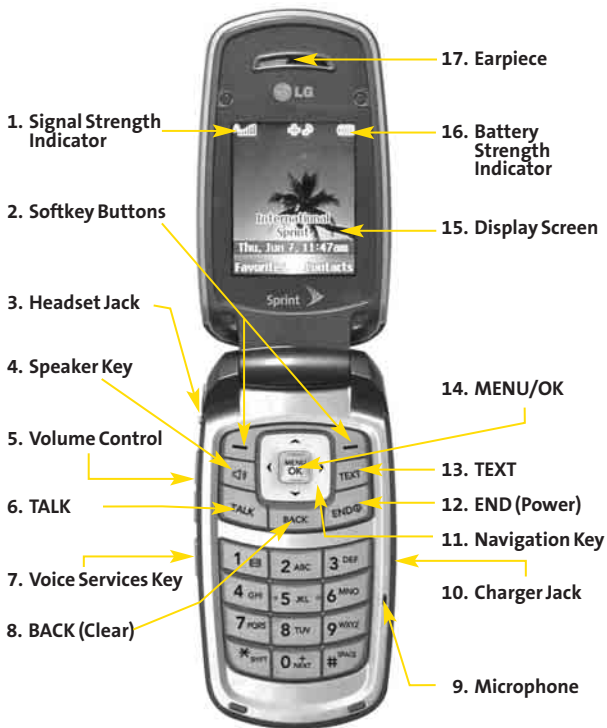 17. Earpiece
LG
1. Signal Strength
Indicator
16. Battery
Strength
Indicator
2. Softkey Buttons
15. Display Screen
International
Sprint
Thu, Jun 7, 11:47am
Favorites Contacts
Sprint
3. Headset Jack
4. Speaker Key
14. MENU/OK
MENU
OK
5. Volume Control
13. TEXT
TEXT
6. TALK
TALK
BACK
END
12. END (Power)
11. Navigation Key
7. Voice Services Key
1
2 ABC
3 DEF
10. Charger Jack
4 GHI
5 JKL
6 MNO
8. BACK (Clear)
7 PQRS
8 TUV
9 WXYZ
* SHIFT
0 + NEXT
# SPACE
9. Microphone